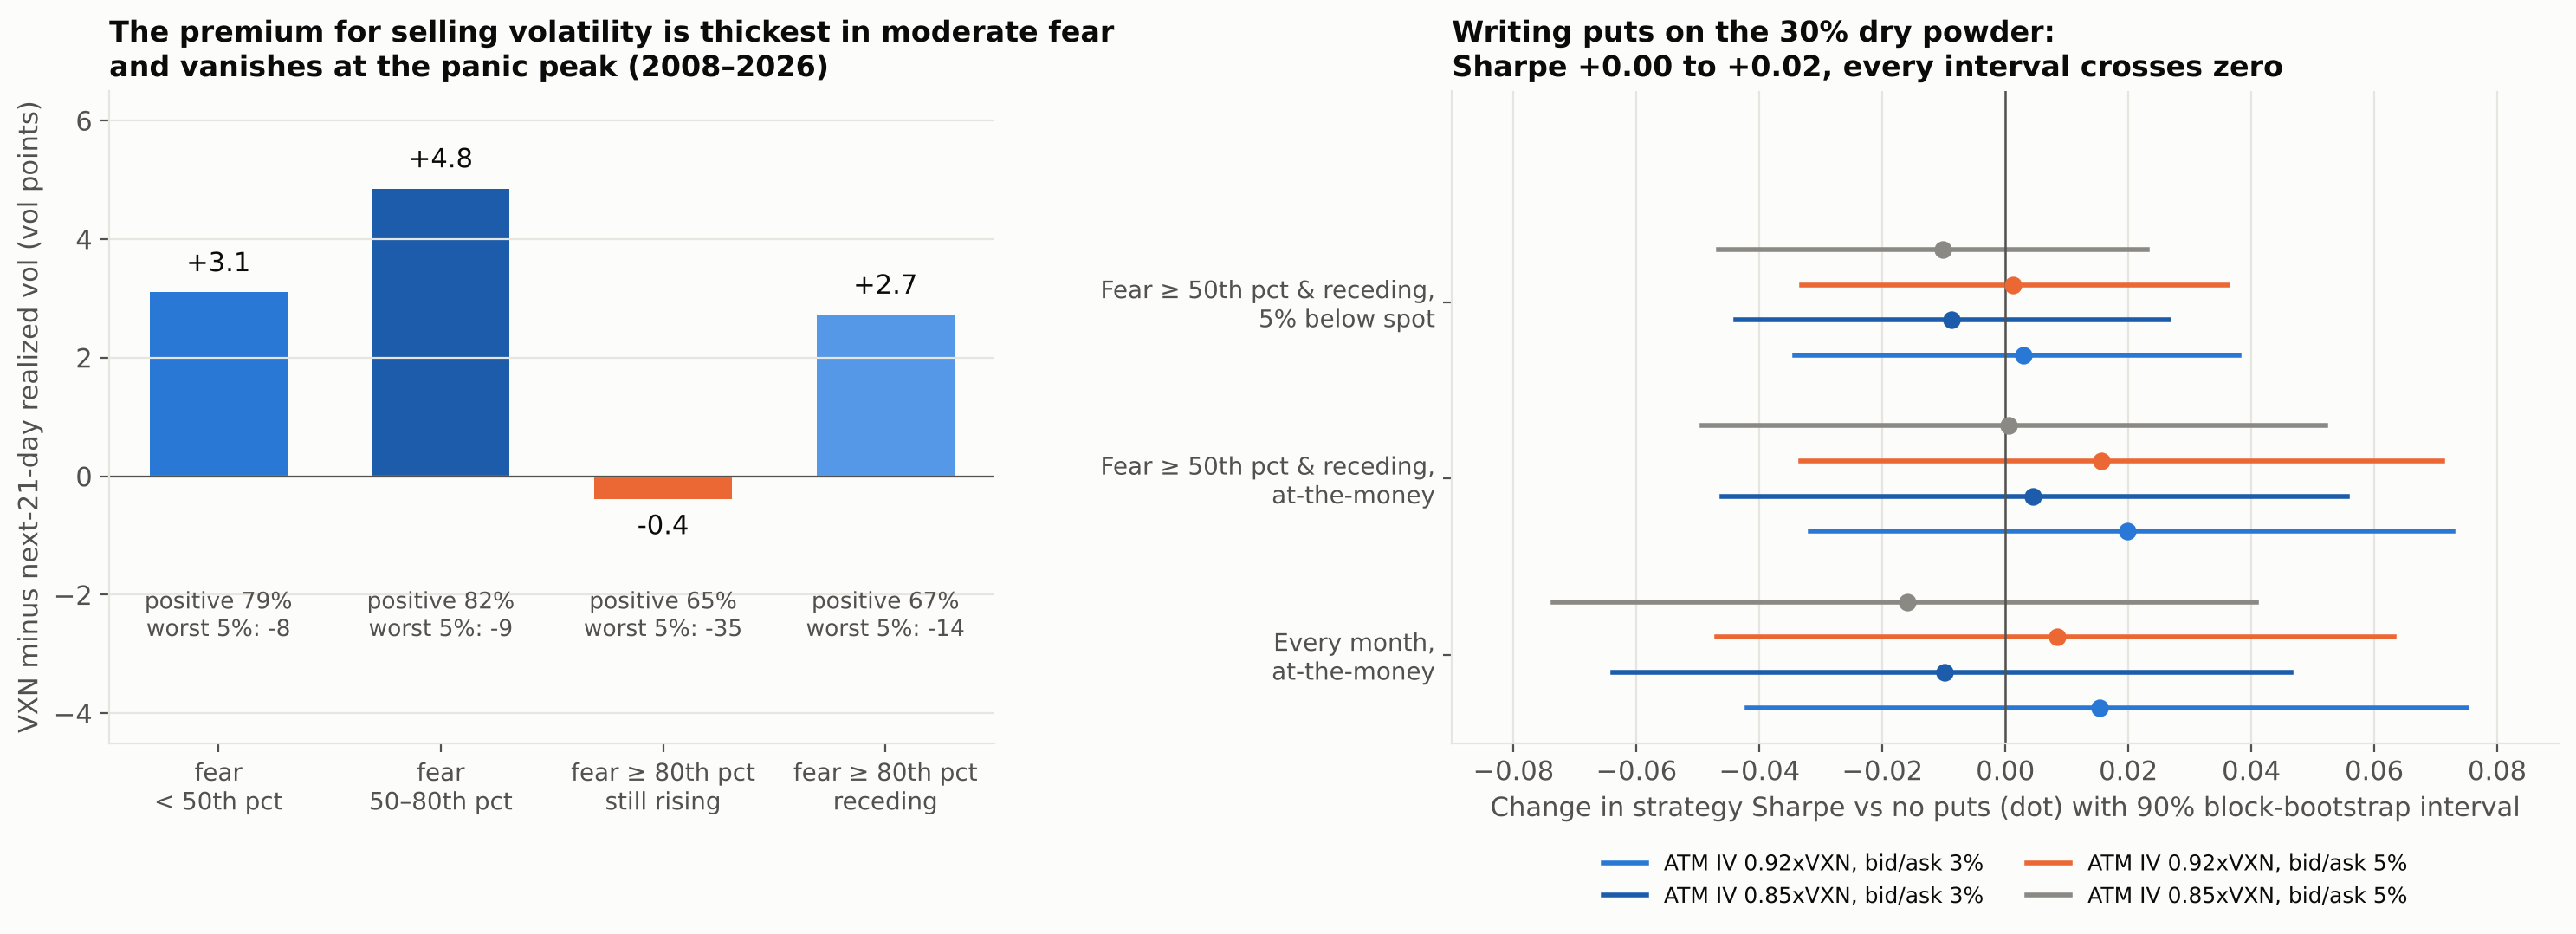 The premium for selling volatility is thickest in moderate fear
and vanishes at the panic peak (2008–2026)
VXN minus next-21-day realized vol (vol points)
6
4
2
0
−2
−4
+3.1
+4.8
-0.4
+2.7
positive 79%
worst 5%: -8
positive 82%
worst 5%: -9
positive 65%
worst 5%: -35
positive 67%
worst 5%: -14
fear
< 50th pct
fear
50–80th pct
fear ≥ 80th pct
still rising
fear ≥ 80th pct
receding
Writing puts on the 30% dry powder:
Sharpe +0.00 to +0.02, every interval crosses zero
Fear ≥ 50th pct & receding,
5% below spot
Fear ≥ 50th pct & receding,
at-the-money
Every month,
at-the-money
−0.08
−0.06
−0.04
−0.02
0.00
0.02
0.04
0.06
0.08
Change in strategy Sharpe vs no puts (dot) with 90% block-bootstrap interval
ATM IV 0.92xVXN, bid/ask 3%
ATM IV 0.85xVXN, bid/ask 3%
ATM IV 0.92xVXN, bid/ask 5%
ATM IV 0.85xVXN, bid/ask 5%